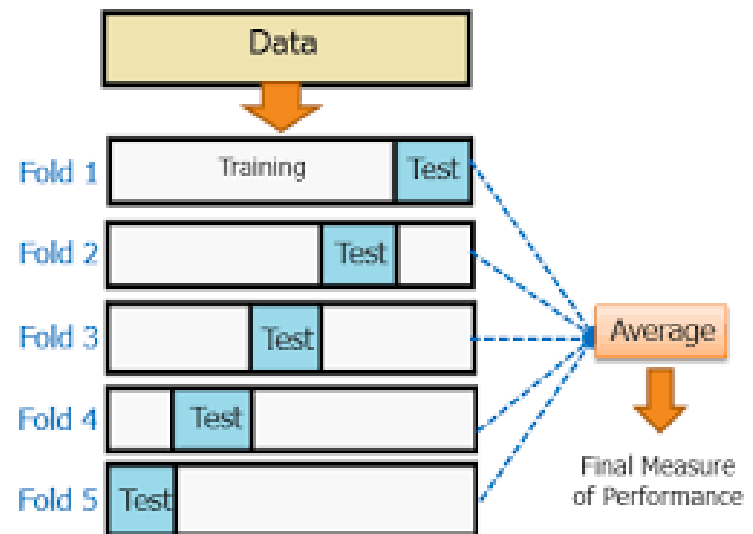 Data
Fold 1 Training Test
Fold 2 Test
Fold 3 Test
Average
Fold 4 Test
Final Measure
of Performance
Fold 5 Test